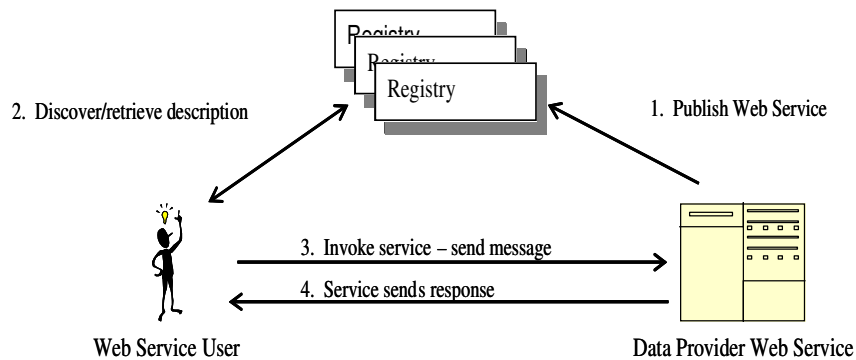 Registry
Registry
Registry
2. Discover/retrieve description
1. Publish Web Service
3. Invoke service – send message
4. Service sends response
Web Service User
Data Provider Web Service